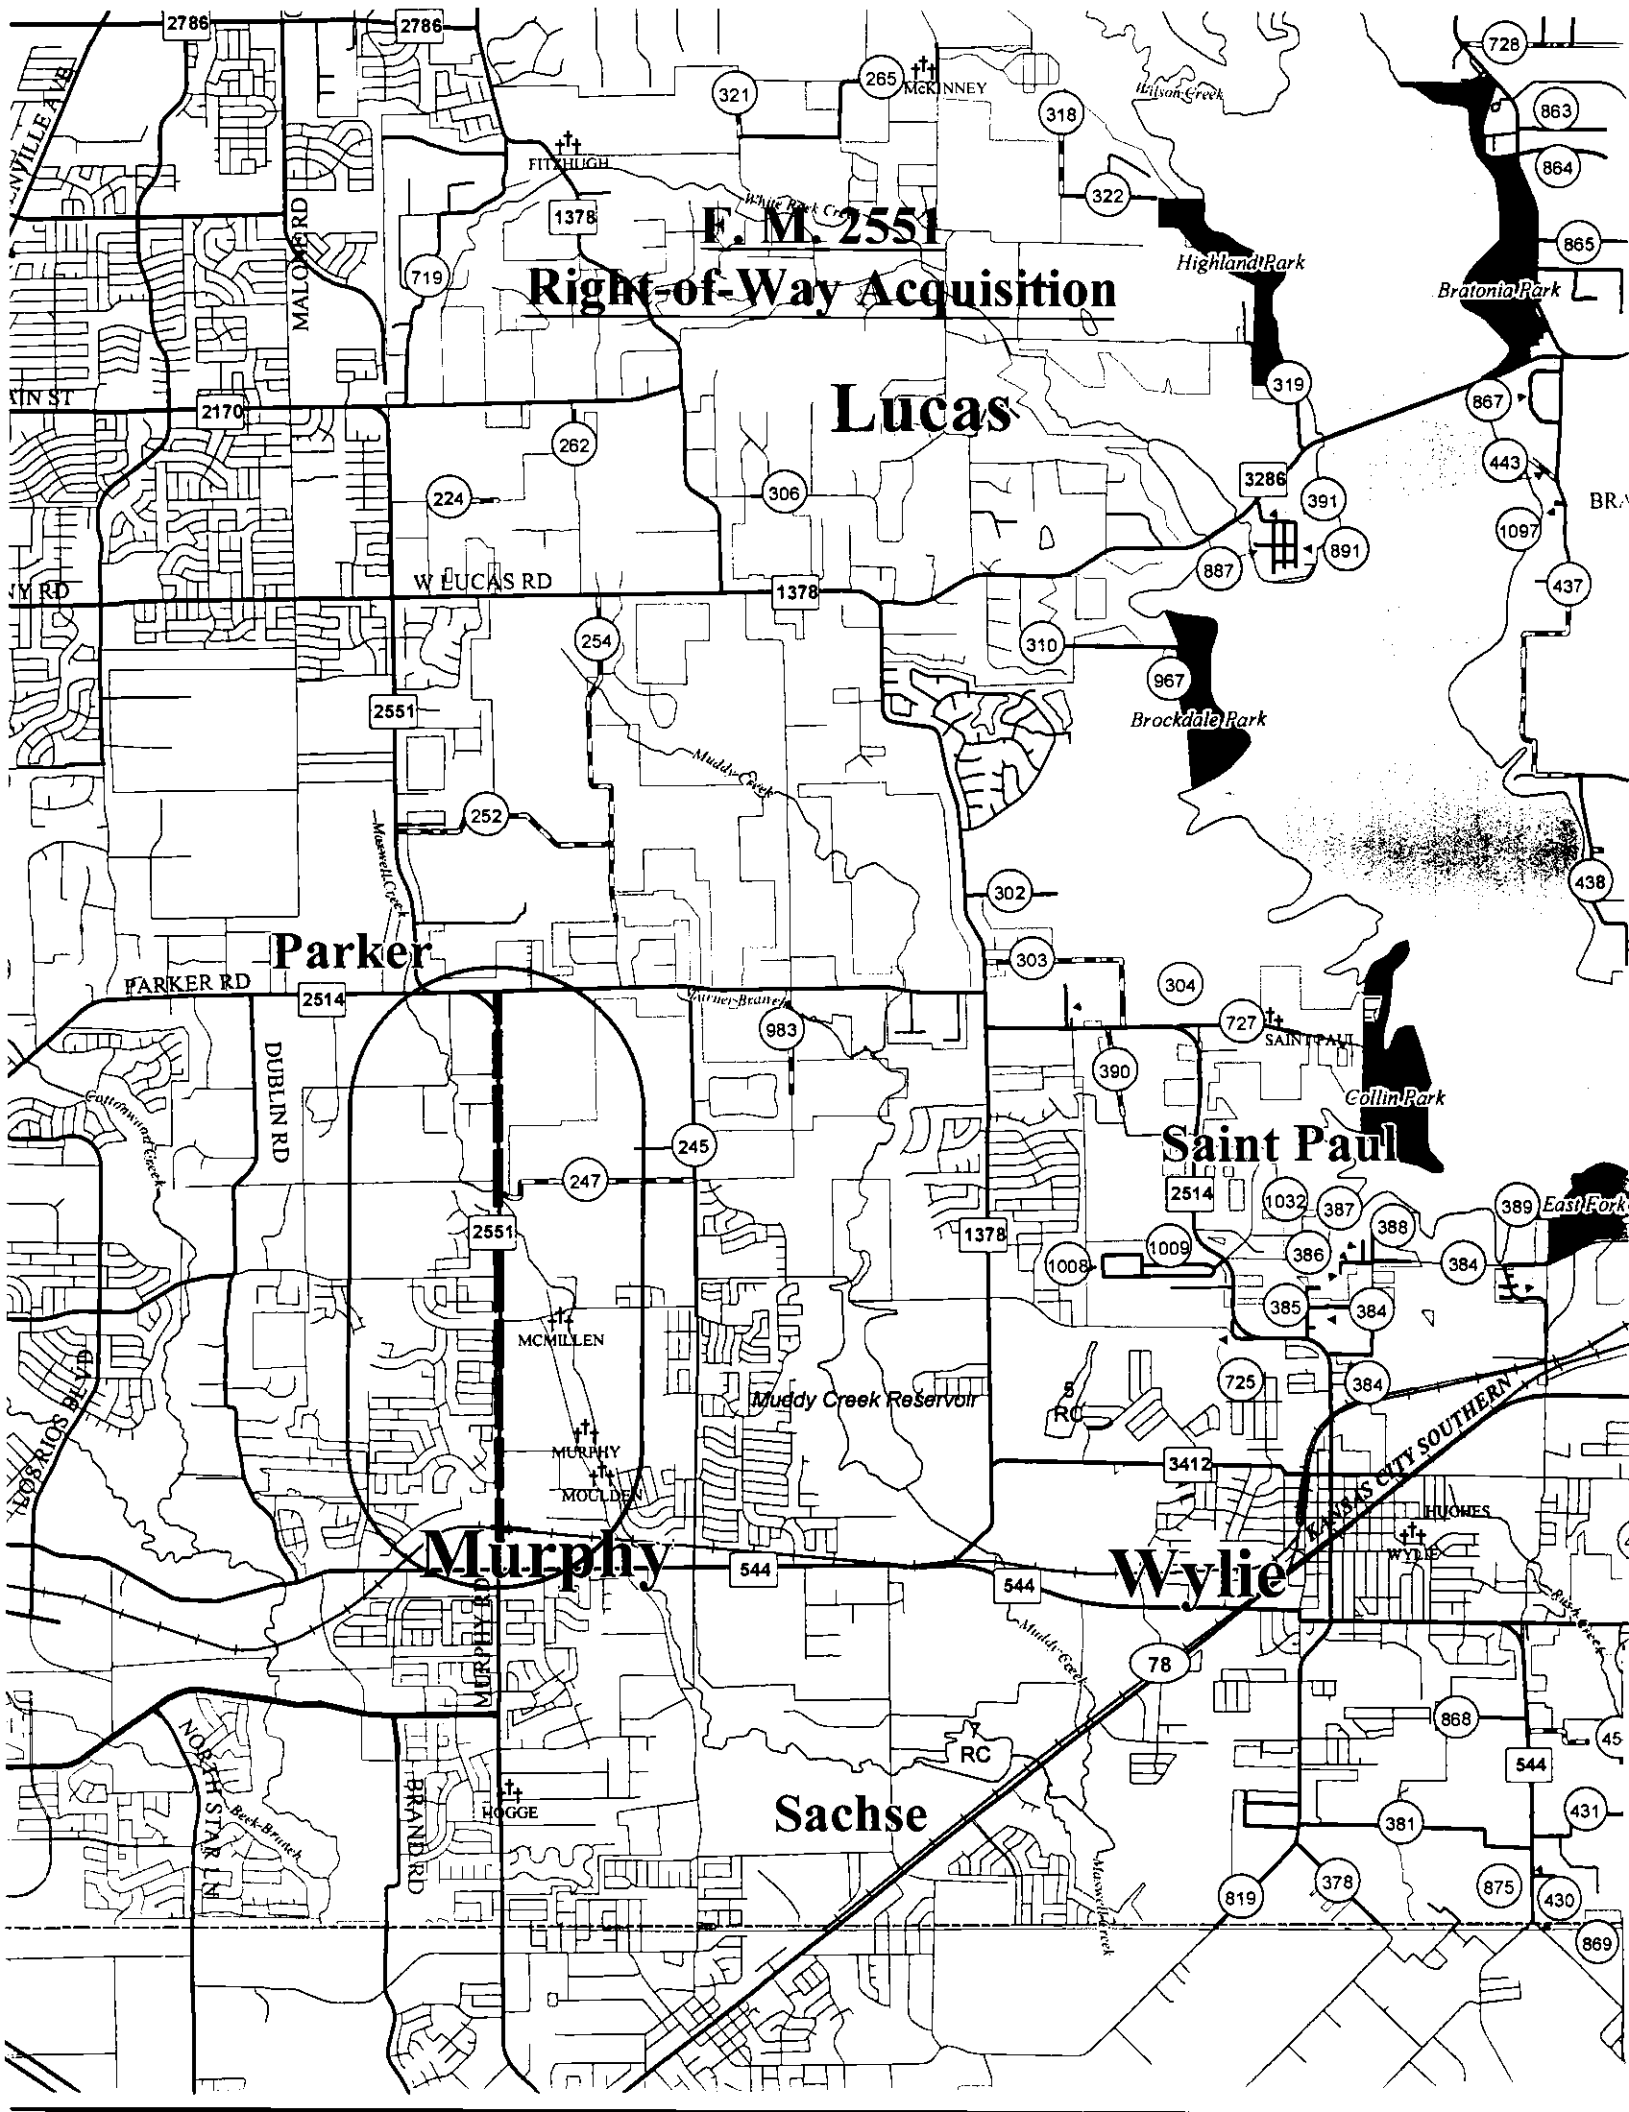 2786
2786
728
321
265
McKINNEY
Wilson Creek
318
863
864
FITZHUGH
322
MALONE RD
1378
White Rock
F. M. 2551
865
719
Highland Park
Right-of-Way Acquisition
Bratonia Park
319
867
2170
Lucas
262
443
3286
224
306
391
1097
891
887
W LUCAS RD
1378
437
254
310
967
2551
Brockdale Park
Muddy Creek
252
Maxwell Creek
302
438
Parker
303
PARKER RD
2514
304
983
727
SAINT PAUL
DUBLIN RD
390
Cottonwood Creek
Collin Park
245
Saint Paul
247
2514
1032
387
389
East Fork
2551
1378
388
1008
1009
386
384
385
384
MCMILLEN
LOS RIOS BLVD
725
384
Muddy Creek Reservoir
5
RC
KANSAS CITY SOUTHERN
MURPHY
3412
MOULDEN
HUGHES
Murphy
WYLIE
544
Wylie
544
Rush Creek
MURPHY RD
Muddy Creek
78
868
NORTH STAR LN
RC
45
544
BRAND RD
HOGGE
Beck Branch
Sachse
431
381
Maxwell Creek
819
378
875
430
869